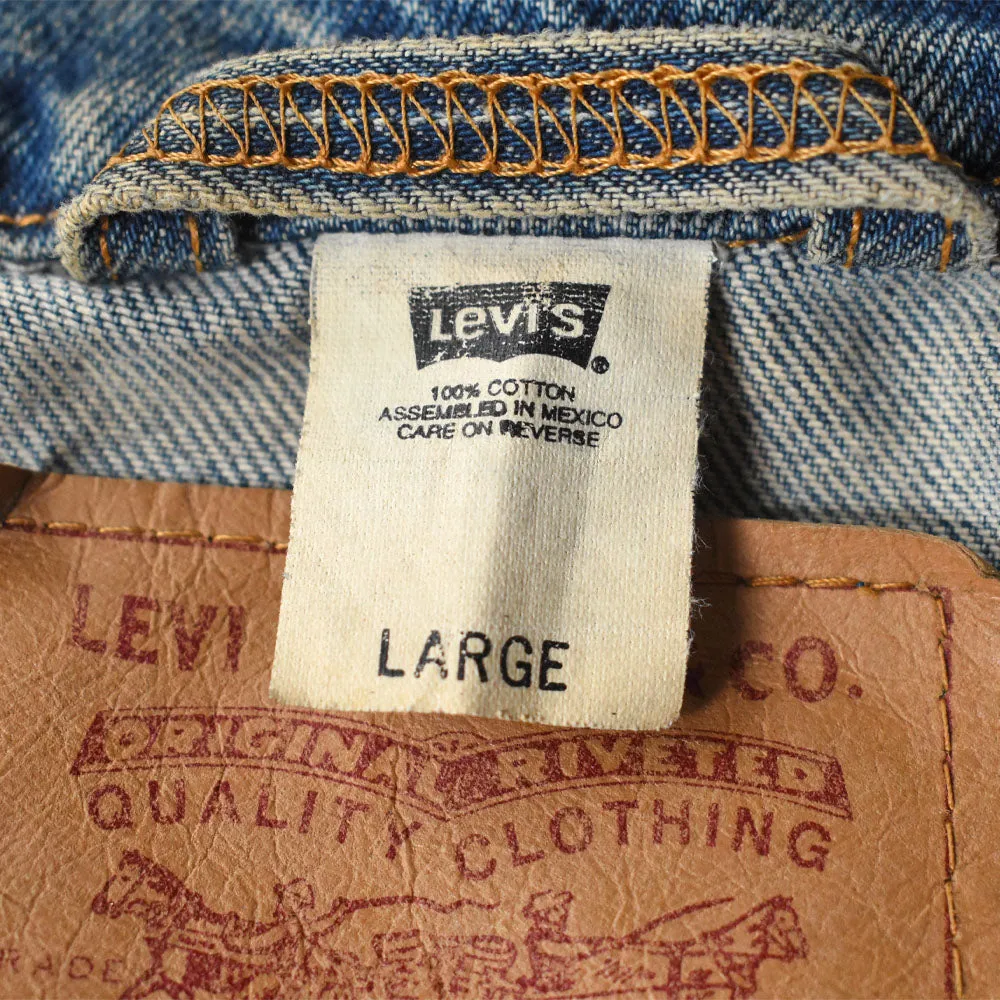 Levi's®
100% COTTON
ASSEMBLED IN MEXICO
CARE ON REVERSE
LARGE
LEVI CO.
ORIGINAL RIVETED
QUALITY CLOTHING